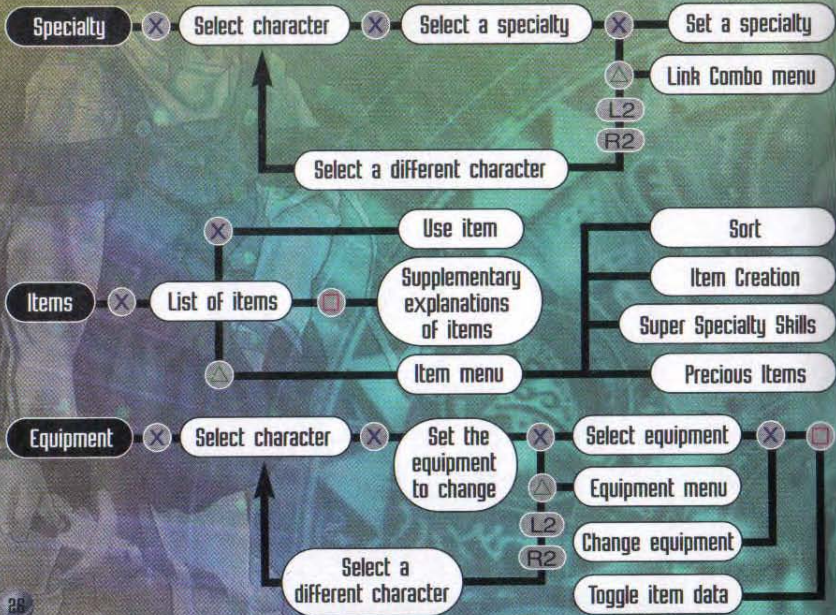 Specialty X Select character X Select a specialty X Set a specialty
△ Link Combo menu
L2
R2
Select a different character
X Use item Sort
Items X List of items □ Supplementary
explanations
of items
Item Creation
Super Specialty Skills
△ Item menu Precious Items
Equipment X Select character X Set the
equipment
to change
X Select equipment X □
△ Equipment menu
L2
R2
Change equipment
Select a
different character
Toggle item data
26